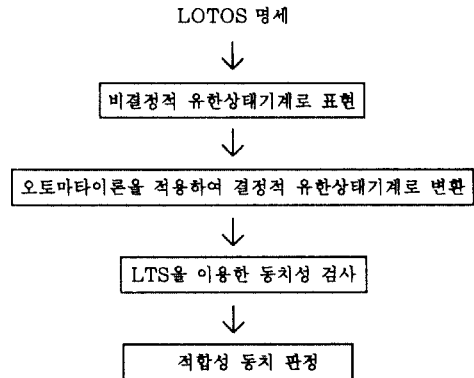 LOTOS 명세
비결정적 유한상태기계로 표현
오토마타이론을 적용하여 결정적 유한상태기계로 변환
LTS을 이용한 동치성 검사
적합성 동치 판정